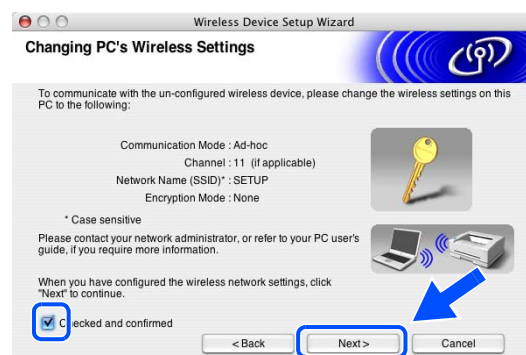 Wireless Device Setup Wizard
Changing PC's Wireless Settings
To communicate with the un-configured wireless device, please change the wireless settings on this
PC to the following:
Communication Mode : Ad-hoc
Channel : 11 (if applicable)
Network Name (SSID)* : SETUP
Encryption Mode : None
* Case sensitive
Please contact your network administrator, or refer to your PC user's
guide, if you require more information.
When you have configured the wireless network settings, click
"Next" to continue.
Checked and confirmed
< Back Next > Cancel